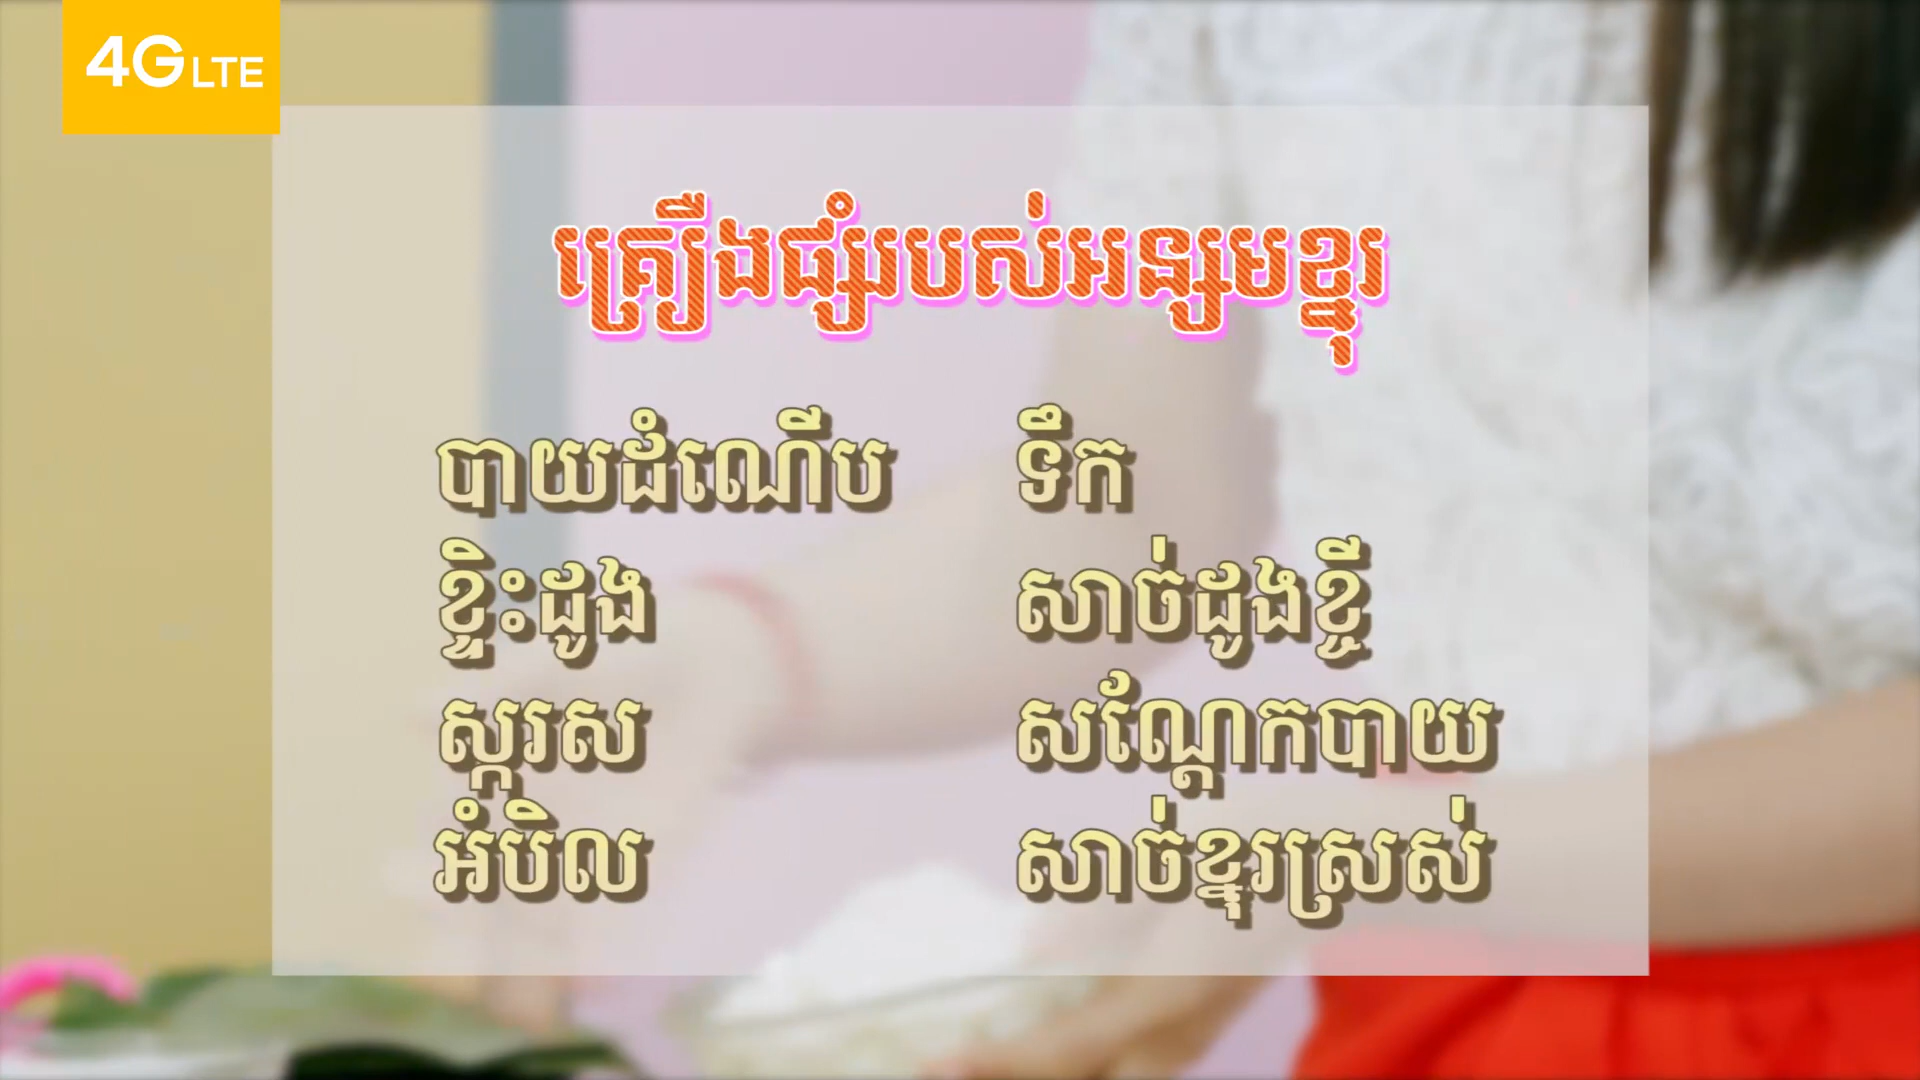 4G LTE
គ្រឿងផ្សំរបស់អន្សមខ្នុរ
បាយដំណើប
ទឹក
ខ្ទិះដូង
សាច់ដូងខ្ចី
ស្ករស
សណ្តែកបាយ
អំបិល
សាច់ខ្នុរស្រស់